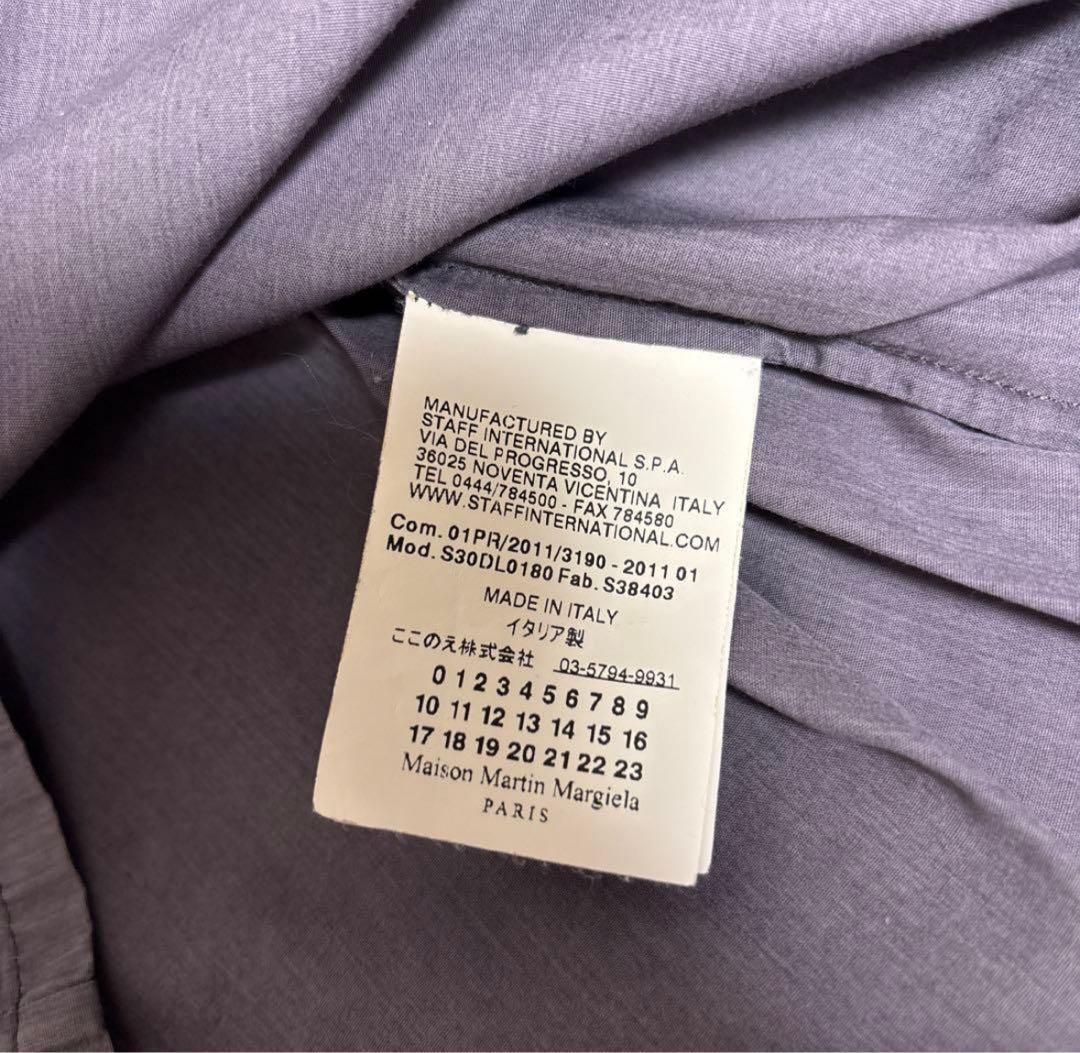 MANUFACTURED BY
STAFF INTERNATIONAL S.P.A.
VIA DEL PROGRESSO, 10
36025 NOVENTA VICENTINA ITALY
TEL 0444/784500 - FAX 784580
WWW.STAFFINTERNATIONAL.COM
Com. 01PR/2011/3190 - 2011 01
Mod. S30DL0180 Fab. S38403
MADE IN ITALY
イタリア製
ここのえ株式会社 03-5794-9931
0 1 2 3 4 5 6 7 8 9
10 11 12 13 14 15 16
17 18 19 20 21 22 23
Maison Martin Margiela
PARIS